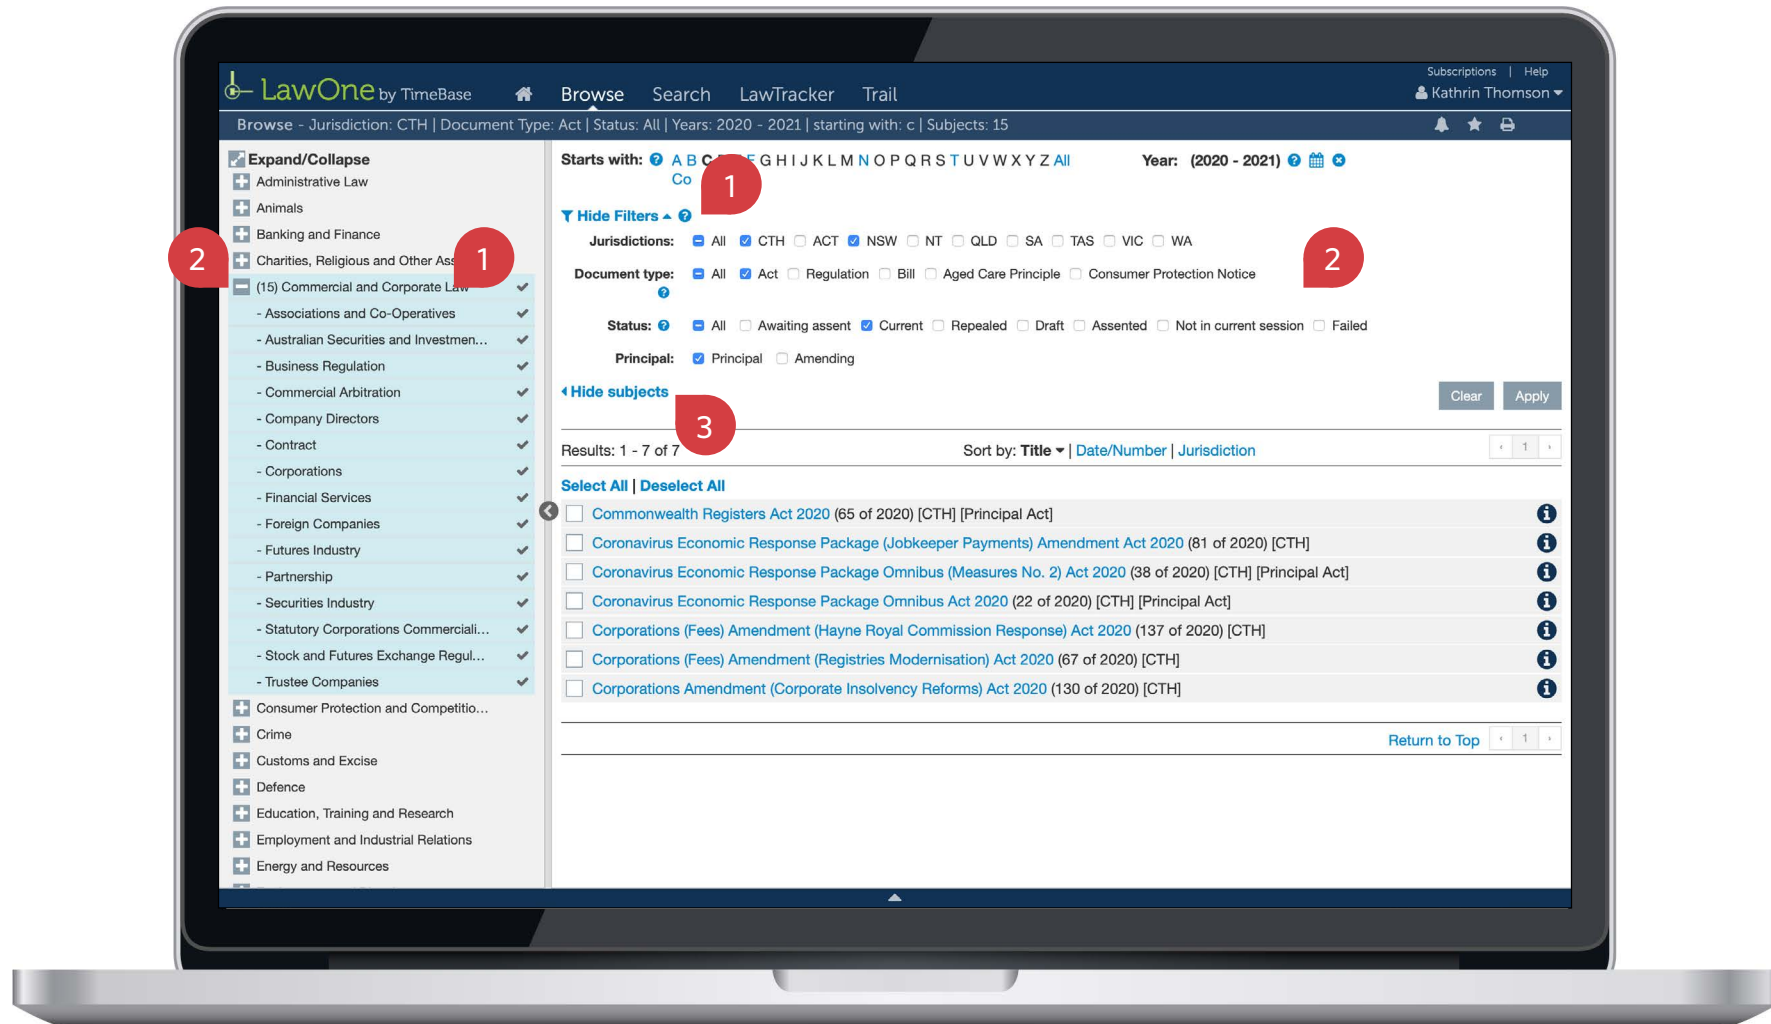 LawOne by TimeBase
Browse Search LawTracker Trail
Subscriptions | Help
Kathrin Thomson
Browse - Jurisdiction: CTH | Document Type: Act | Status: All | Years: 2020 - 2021 | starting with: c | Subjects: 15
Expand/Collapse
Administrative Law
Animals
Banking and Finance
2
Charities, Religious and Other Ass
1
(15) Commercial and Corporate Law
- Associations and Co-Operatives
- Australian Securities and Investmen...
- Business Regulation
- Commercial Arbitration
- Company Directors
- Contract
- Corporations
- Financial Services
- Foreign Companies
- Futures Industry
- Partnership
- Securities Industry
- Statutory Corporations Commerciali...
- Stock and Futures Exchange Regul...
- Trustee Companies
Consumer Protection and Competitio...
Crime
Customs and Excise
Defence
Education, Training and Research
Employment and Industrial Relations
Energy and Resources
Starts with: ? A B C F G H I J K L M N O P Q R S T U V W X Y Z All
Co
1
Year: (2020 - 2021) ?
Hide Filters ?
Jurisdictions: All CTH ACT NSW NT QLD SA TAS VIC WA
2
Document type: All Act Regulation Bill Aged Care Principle Consumer Protection Notice
?
Status: ? All Awaiting assent Current Repealed Draft Assented Not in current session Failed
Principal: Principal Amending
Hide subjects
3
Clear Apply
Results: 1 - 7 of 7
Sort by: Title | Date/Number | Jurisdiction
1
Select All | Deselect All
Commonwealth Registers Act 2020 (65 of 2020) [CTH] [Principal Act]
Coronavirus Economic Response Package (Jobkeeper Payments) Amendment Act 2020 (81 of 2020) [CTH]
Coronavirus Economic Response Package Omnibus (Measures No. 2) Act 2020 (38 of 2020) [CTH] [Principal Act]
Coronavirus Economic Response Package Omnibus Act 2020 (22 of 2020) [CTH] [Principal Act]
Corporations (Fees) Amendment (Hayne Royal Commission Response) Act 2020 (137 of 2020) [CTH]
Corporations (Fees) Amendment (Registries Modernisation) Act 2020 (67 of 2020) [CTH]
Corporations Amendment (Corporate Insolvency Reforms) Act 2020 (130 of 2020) [CTH]
Return to Top 1